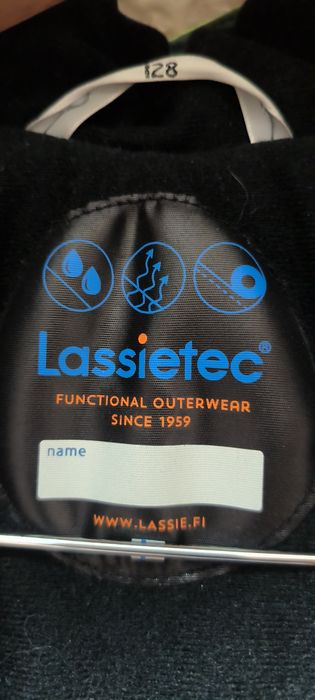 128
Lassietec®
FUNCTIONAL OUTERWEAR
SINCE 1959
name
WWW.LASSIE.FI